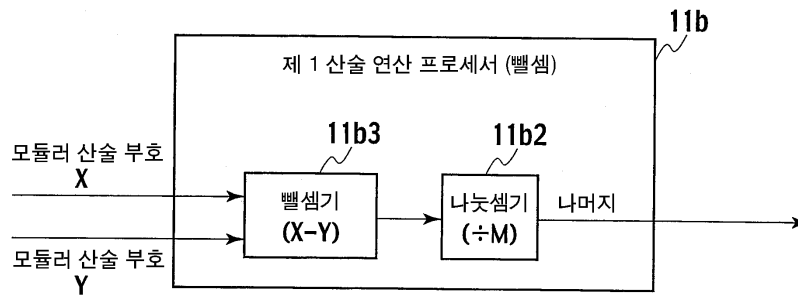 11b
제 1 산술 연산 프로세서 (뺄셈)
11b3
11b2
모듈러 산술 부호
X
뺄셈기
(X-Y)
나눗셈기
(÷M)
나머지
모듈러 산술 부호
Y